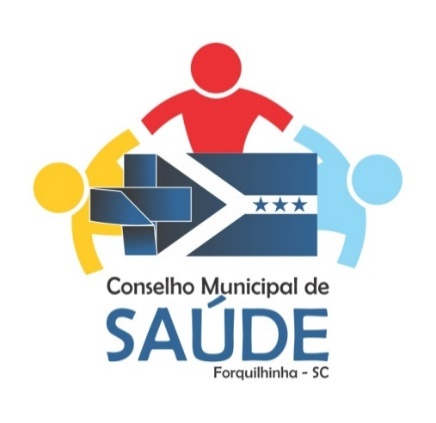 Conselho Municipal de
SAÚDE
Forquilhinha - SC